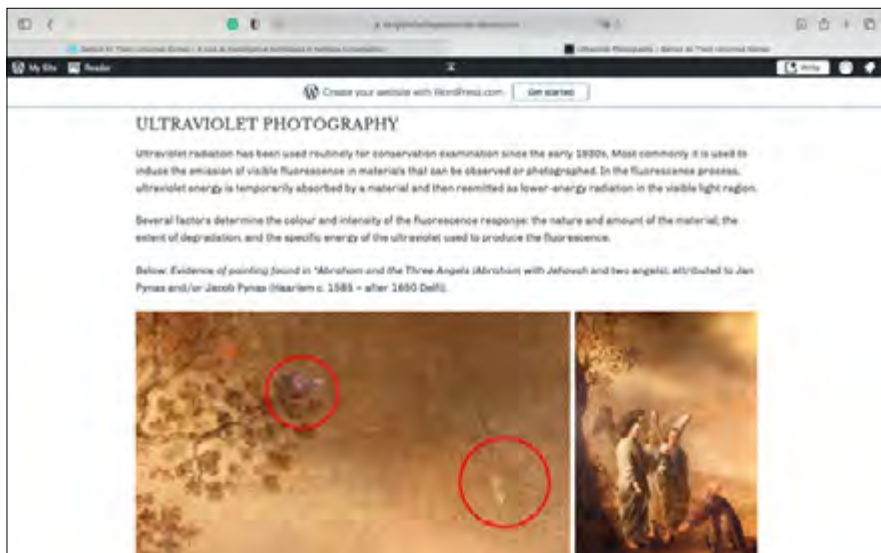 My Site Reader Write
Create your website with WordPress.com Get started
ULTRAVIOLET PHOTOGRAPHY
Ultraviolet radiation has been used routinely for conservation examination since the early 1930s. Most commonly it is used to
induce the emission of visible fluorescence in materials that can be observed or photographed. In the fluorescence process,
ultraviolet energy is temporarily absorbed by a material and then reemitted as lower-energy radiation in the visible light region.
Several factors determine the colour and intensity of the fluorescence response: the nature and amount of the material; the
extent of degradation, and the specific energy of the ultraviolet used to produce the fluorescence.
Below: Evidence of painting found in "Abraham and the Three Angels (Abraham with Jehovah and two angels), attributed to Jan
Pynas and/or Jacob Pynas (Haarlem c. 1585 – after 1650 Delft).